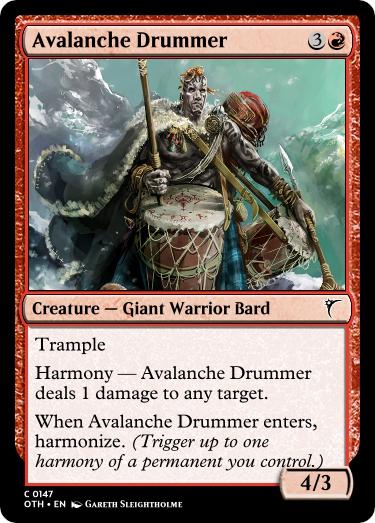 Avalanche Drummer 3
Creature — Giant Warrior Bard
Trample
Harmony — Avalanche Drummer
deals 1 damage to any target.
When Avalanche Drummer enters,
harmonize. (Trigger up to one
harmony of a permanent you control.)
4/3
C 0147
OTH • EN Gareth Sleightholme